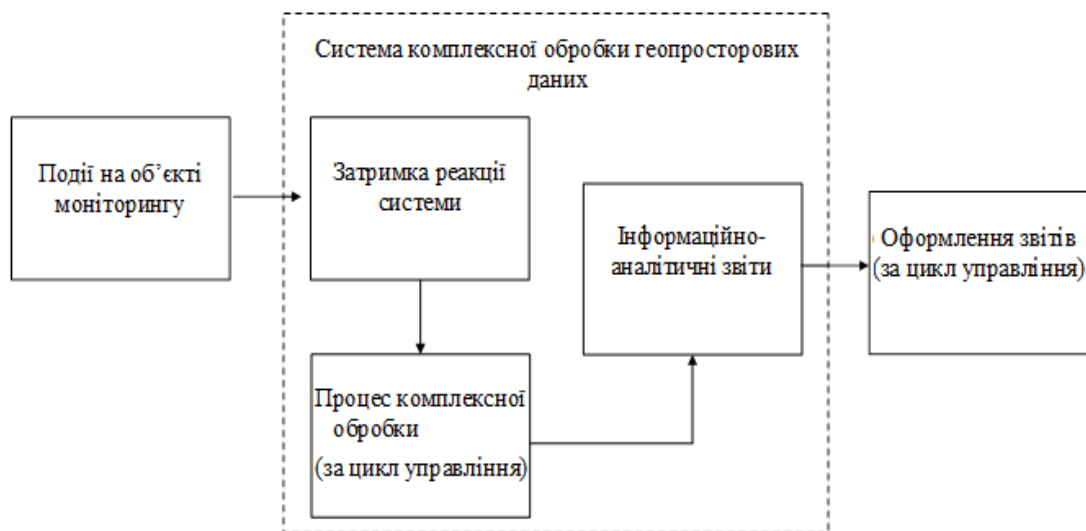 Система комплексної обробки геопросторових
даних
Події на об’єкті
моніторингу
Затримка реакції
системи
Процес комплексної
обробки
(за цикл управління)
Інформаційно-
аналітичні звіти
Оформлення звітів
(за цикл управління)